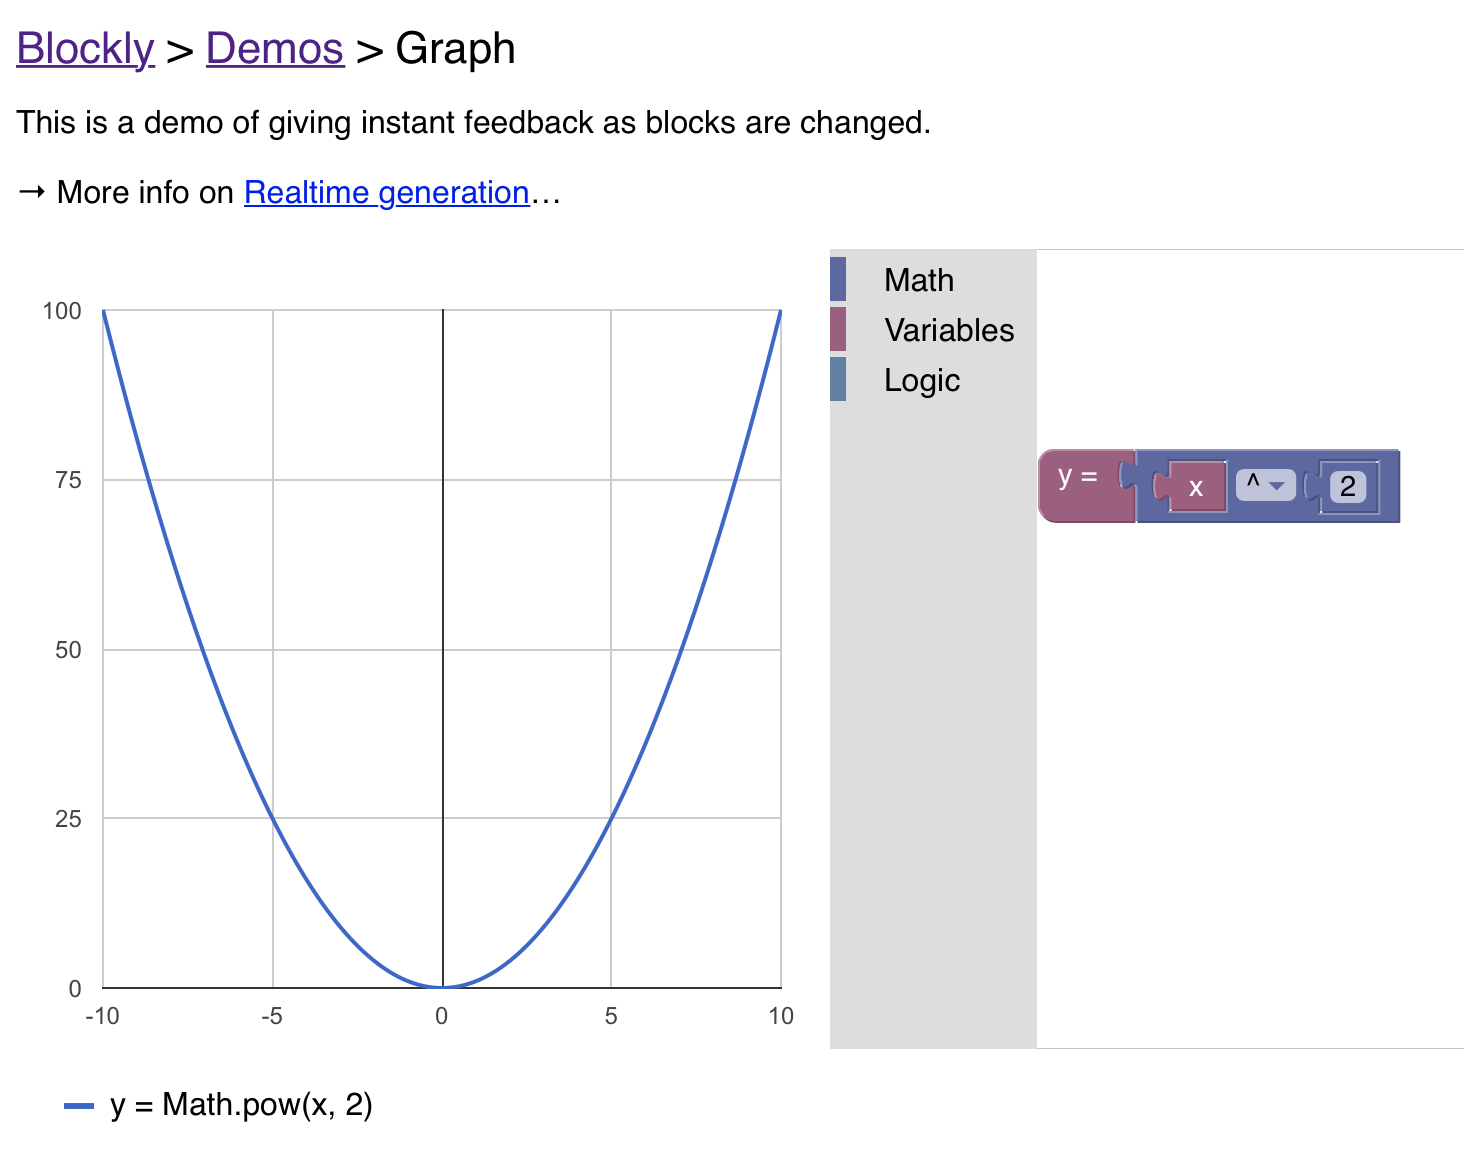 Blockly > Demos > Graph
This is a demo of giving instant feedback as blocks are changed.
→ More info on Realtime generation…
100
75
50
25
0
-10 -5 0 5 10
y = Math.pow(x, 2)
Math
Variables
Logic
y = x ^ 2